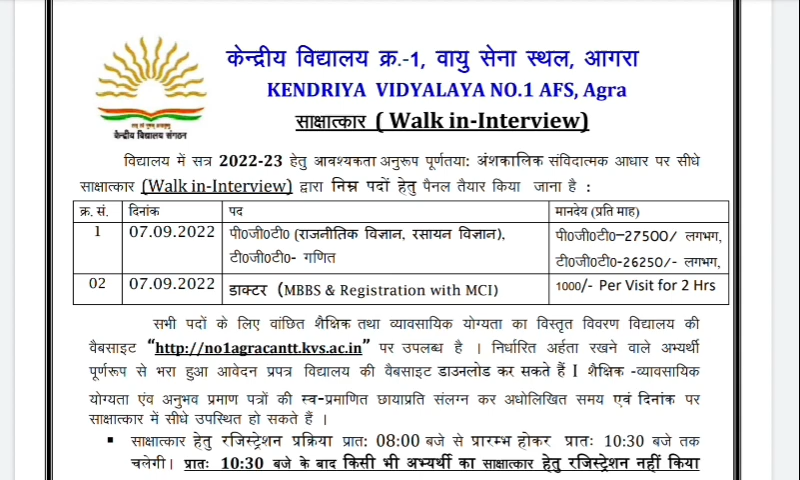 केन्द्रीय विद्यालय क्र.-1, वायु सेना स्थल, आगरा
KENDRIYA VIDYALAYA NO.1 AFS, Agra
साक्षात्कार ( Walk in-Interview)
केन्द्रीय विद्यालय संगठन
विद्यालय में सत्र 2022-23 हेतु आवश्यकता अनुरूप पूर्णतया: अंशकालिक संविदात्मक आधार पर सीधे
साक्षात्कार (Walk in-Interview) द्वारा निम्न पदों हेतु पैनल तैयार किया जाना है :
क्र. सं. दिनांक पद मानदेय (प्रति माह)
1 07.09.2022 पी0जी0टी0 (राजनीतिक विज्ञान, रसायन विज्ञान), पी0जी0टी0–27500/ लगभग,
टी0जी0टी0- गणित टी0जी0टी0-26250/- लगभग,
02 07.09.2022 डाक्टर (MBBS & Registration with MCI) 1000/- Per Visit for 2 Hrs
सभी पदों के लिए वांछित शैक्षिक तथा व्यावसायिक योग्यता का विस्तृत विवरण विद्यालय की
वैबसाइट “http://no1agracantt.kvs.ac.in” पर उपलब्ध है । निर्धारित अर्हता रखने वाले अभ्यर्थी
पूर्णरूप से भरा हुआ आवेदन प्रपत्र विद्यालय की वैबसाइट डाउनलोड कर सकते हैं I शैक्षिक -व्यावसायिक
योग्यता एंव अनुभव प्रमाण पत्रों की स्व-प्रमाणित छायाप्रति संलग्न कर अधोलिखित समय एवं दिनांक पर
साक्षात्कार में सीधे उपस्थित हो सकते हैं ।
▪ साक्षात्कार हेतु रजिस्ट्रेशन प्रक्रिया प्रात: 08:00 बजे से प्रारम्भ होकर प्रातः 10:30 बजे तक
चलेगी। प्रातः 10:30 बजे के बाद किसी भी अभ्यर्थी का साक्षात्कार हेतु रजिस्ट्रेशन नहीं किया